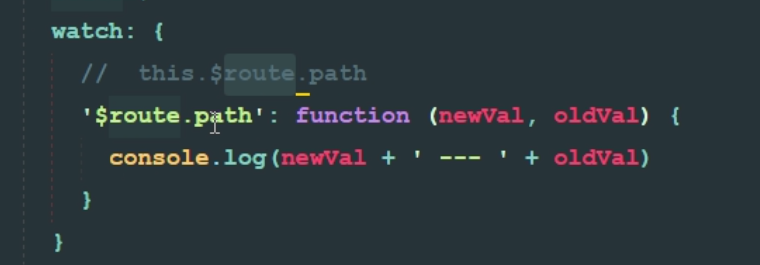 watch: {
//  this.$route.path
'$route.path': function (newVal, oldVal) {
console.log(newVal + ' --- ' + oldVal)
}
}